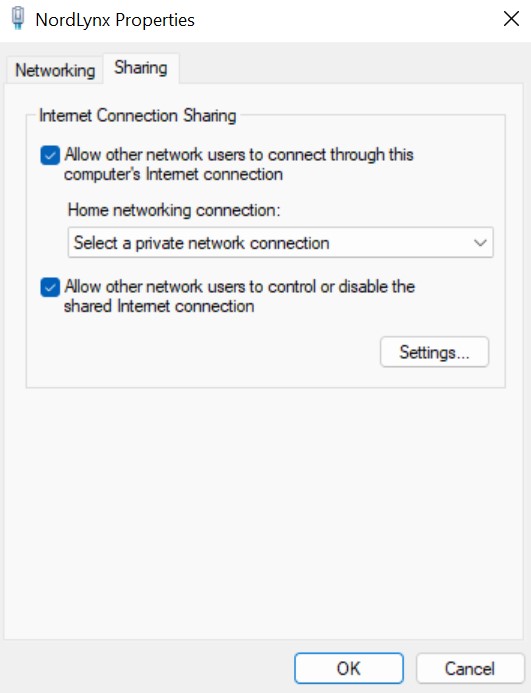 NordLynx Properties
Networking
Sharing
Internet Connection Sharing
Allow other network users to connect through this
computer's Internet connection
Home networking connection:
Select a private network connection
Allow other network users to control or disable the
shared Internet connection
Settings...
OK
Cancel